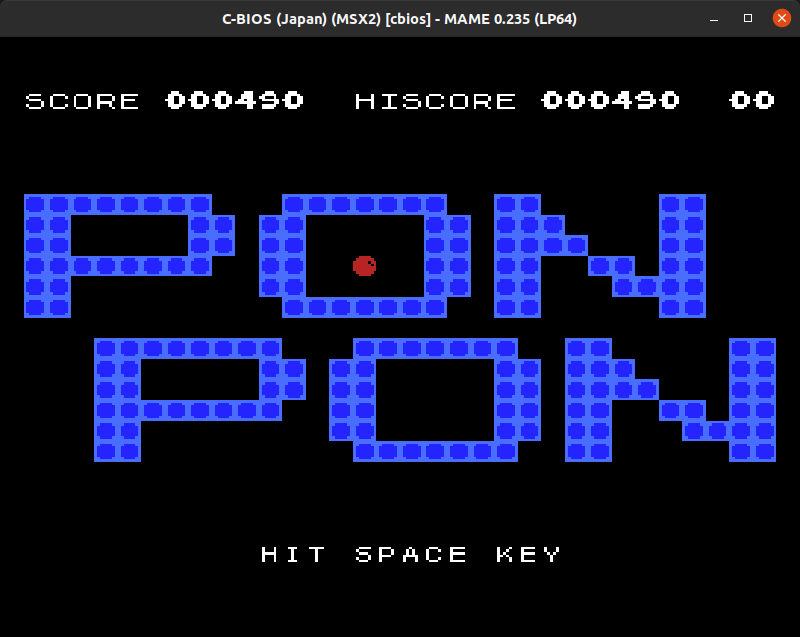 C-BIOS (Japan) (MSX2) [cbios] - MAME 0.235 (LP64)
SCORE 000490 HISCORE 000490 00
PON
PON
HIT SPACE KEY